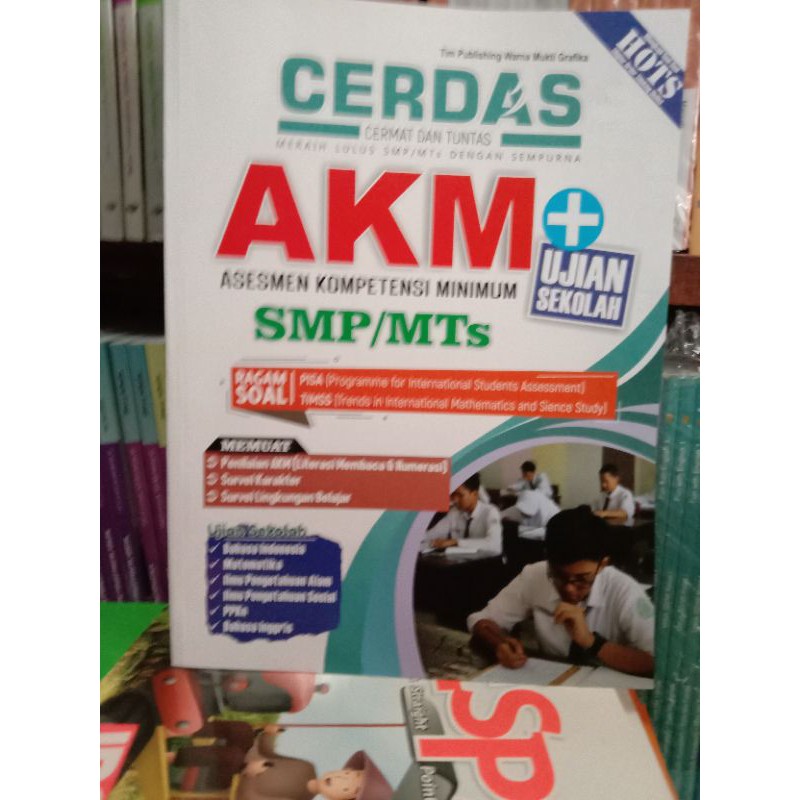 Tim Publishing Warna Mukti Grafika
HOTS
CERDAS
CERMAT DAN TUNTAS
MERAIH LULUS SMP/MTs DENGAN SEMPURNA
AKM+
ASESMEN KOMPETENSI MINIMUM
UJIAN
SEKOLAH
SMP/MTs
RAGAM
SOAL
PISA (Programme for International Students Assessment)
TIMSS (Trends in International Mathematics and Sience Study)
MEMUAT
Penilaian AKM (Literasi Membaca & Numerasi)
Survei Karakter
Survei Lingkungan Belajar
Ujian Sekolah
Bahasa Indonesia
Matematika
Ilmu Pengetahuan Alam
Ilmu Pengetahuan Sosial
PPKn
Bahasa Inggris
SP
Straight
Point